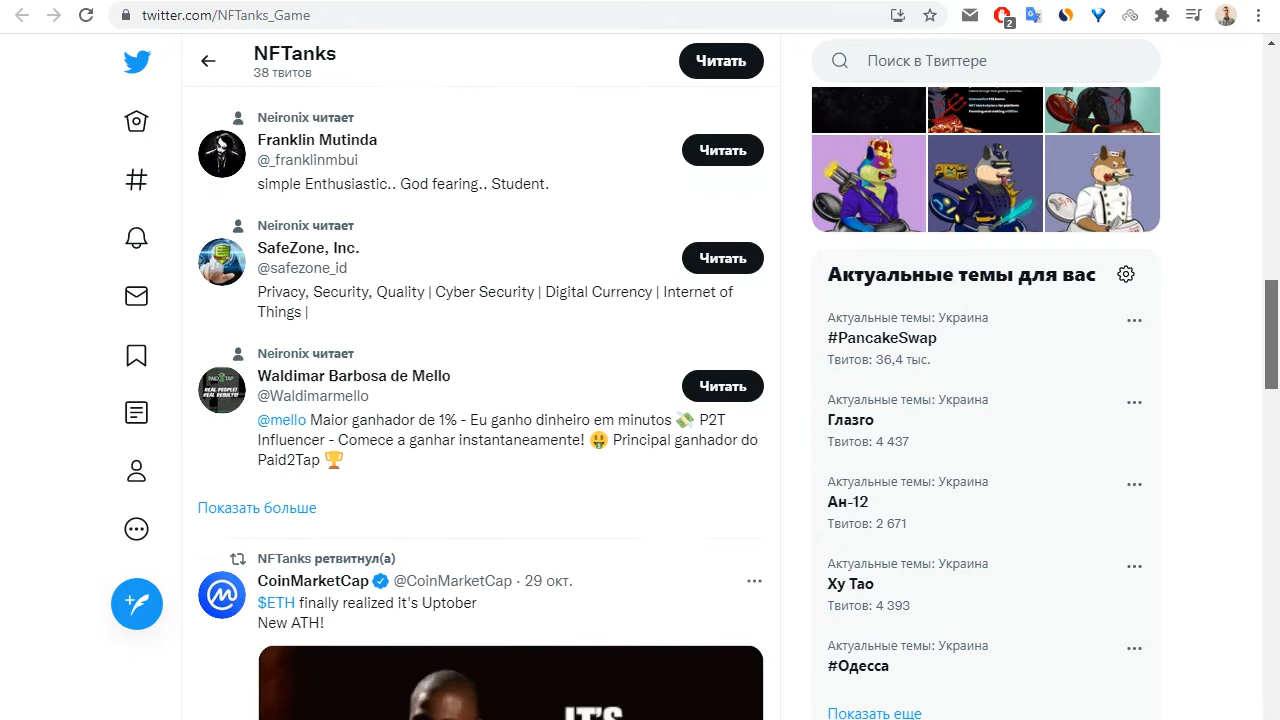 twitter.com/NFTanks_Game
2
NFTanks
38 твитов
Читать
Поиск в Твиттере
Neironix читает
Franklin Mutinda
@_franklinmbui
Читать
simple Enthusiastic.. God fearing.. Student.
Neironix читает
SafeZone, Inc.
@safezone_id
Читать
Privacy, Security, Quality | Cyber Security | Digital Currency | Internet of
Things |
Neironix читает
Waldimar Barbosa de Mello
@Waldimarmello
Читать
@mello Maior ganhador de 1% - Eu ganho dinheiro em minutos 💸 P2T
Influencer - Comece a ganhar instantaneamente! 🤑 Principal ganhador do
Paid2Tap 🏆
REAL PEOPLE!
REAL RESULTS!
Показать больше
NFTanks ретвитнул(а)
CoinMarketCap @CoinMarketCap · 29 окт.
$ETH finally realized it's Uptober
New ATH!
IT'S
Актуальные темы для вас
Актуальные темы: Украина
#PancakeSwap
Твитов: 36,4 тыс.
Актуальные темы: Украина
Глазго
Твитов: 4 437
Актуальные темы: Украина
Ан-12
Твитов: 2 671
Актуальные темы: Украина
Ху Тао
Твитов: 4 393
Актуальные темы: Украина
#Одесса
Показать еще